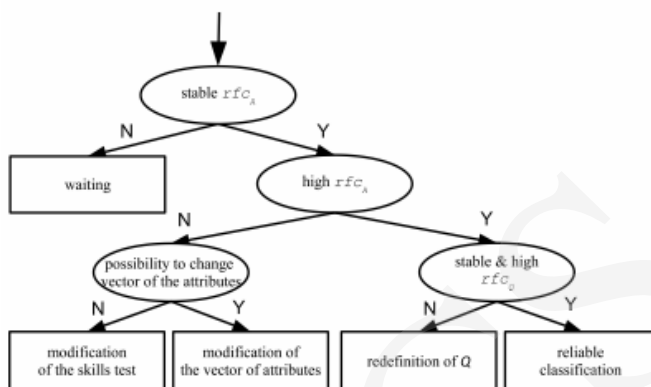 stable rfc_A
N
Y
waiting
high rfc_A
N
Y
possibility to change
vector of the attributes
stable & high
rfc_Q
N
Y
N
Y
modification
of the skills test
modification of
the vector of attributes
redefinition of Q
reliable
classification